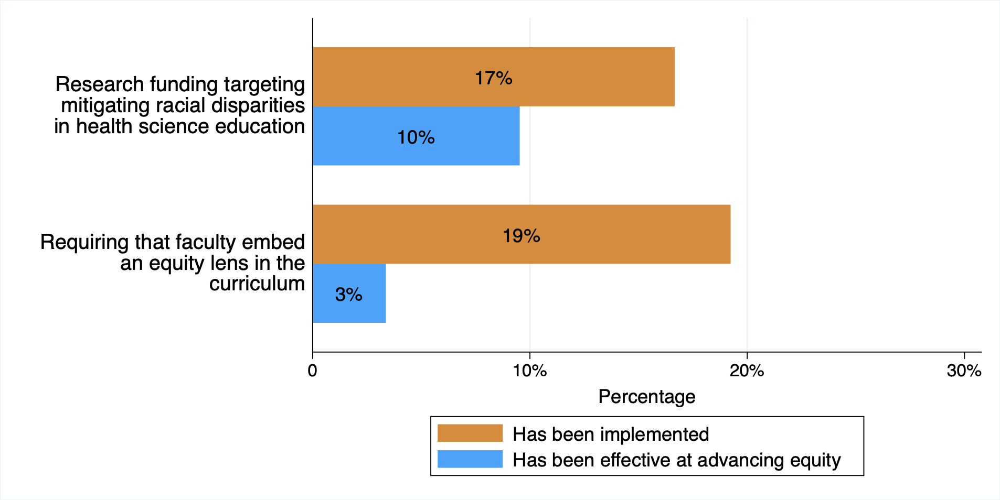 Research funding targeting
mitigating racial disparities
in health science education
17%
10%
Requiring that faculty embed
an equity lens in the
curriculum
19%
3%
0 10% 20% 30%
Percentage
Has been implemented
Has been effective at advancing equity